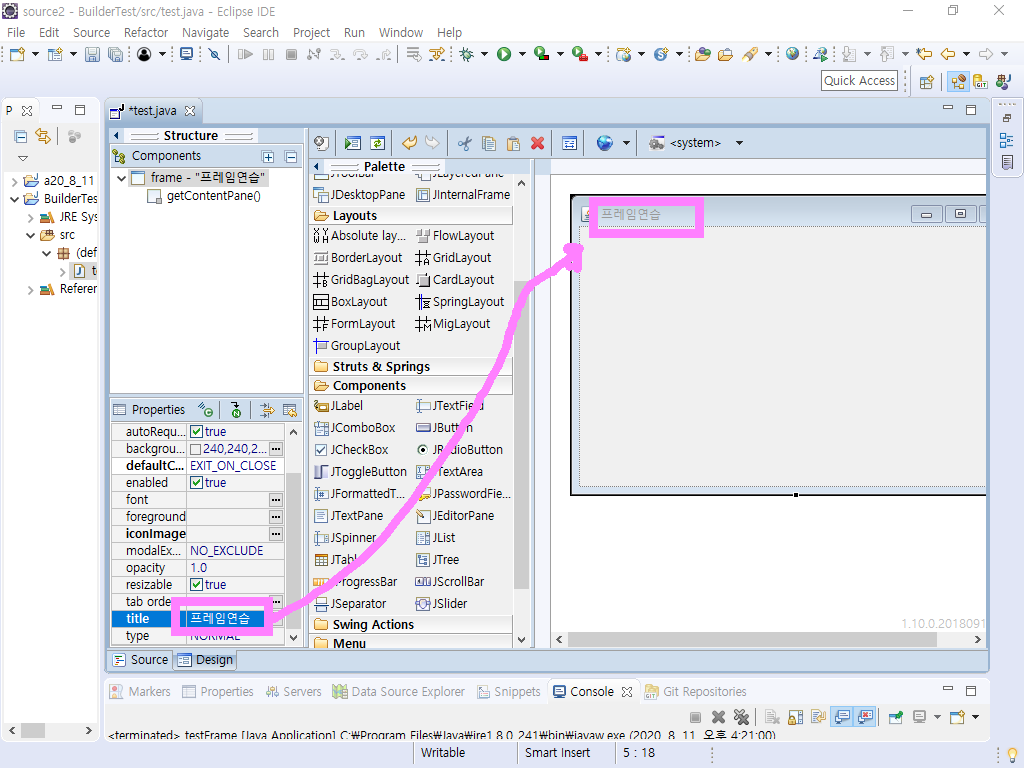 source2 - BuilderTest/src/test.java - Eclipse IDE
File Edit Source Refactor Navigate Search Project Run Window Help
Quick Access
P
*test.java
Structure
Components
frame - "프레임연습"
getContentPane()
a20_8_11
BuilderTes
JRE Sys
src
(def
Referen
<system>
Palette
JDesktopPane JInternalFrame
Layouts
Absolute lay... FlowLayout
BorderLayout GridLayout
GridBagLayout CardLayout
BoxLayout SpringLayout
FormLayout MigLayout
GroupLayout
Struts & Springs
Components
JLabel JTextField
JComboBox JButton
JCheckBox JRadioButton
JToggleButton JTextArea
JFormattedT... JPasswordFie...
JTextPane JEditorPane
JSpinner JList
JTable JTree
JProgressBar JScrollBar
JSeparator JSlider
Swing Actions
Menu
프레임연습
1.10.0.2018091
Properties
autoRequ... true
backgrou... 240,240,2...
defaultC... EXIT_ON_CLOSE
enabled true
font
foreground
iconImage
modalEx... NO_EXCLUDE
opacity 1.0
resizable true
tab orde
title 프레임연습
type NORMAL
Source Design
Markers Properties Servers Data Source Explorer Snippets Console Git Repositories
<terminated> testFrame [Java Application] C:₩Program Files₩Java₩jre1.8.0_241₩bin₩javaw.exe (2020. 8. 11. 오후 4:21:00)
Writable Smart Insert 5 : 18